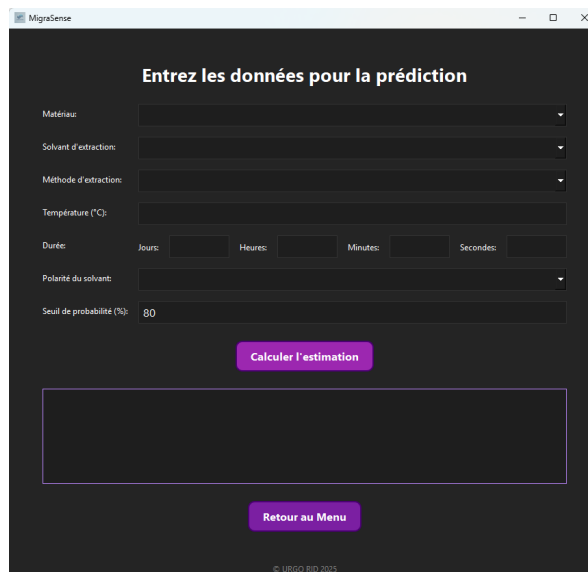 MigraSense
Entrez les données pour la prédiction
Matériau:
Solvant d'extraction:
Méthode d'extraction:
Température (°C):
Durée: Jours: Heures: Minutes: Secondes:
Polarité du solvant:
Seuil de probabilité (%): 80
Calculer l'estimation
Retour au Menu
© URGO RID 2025